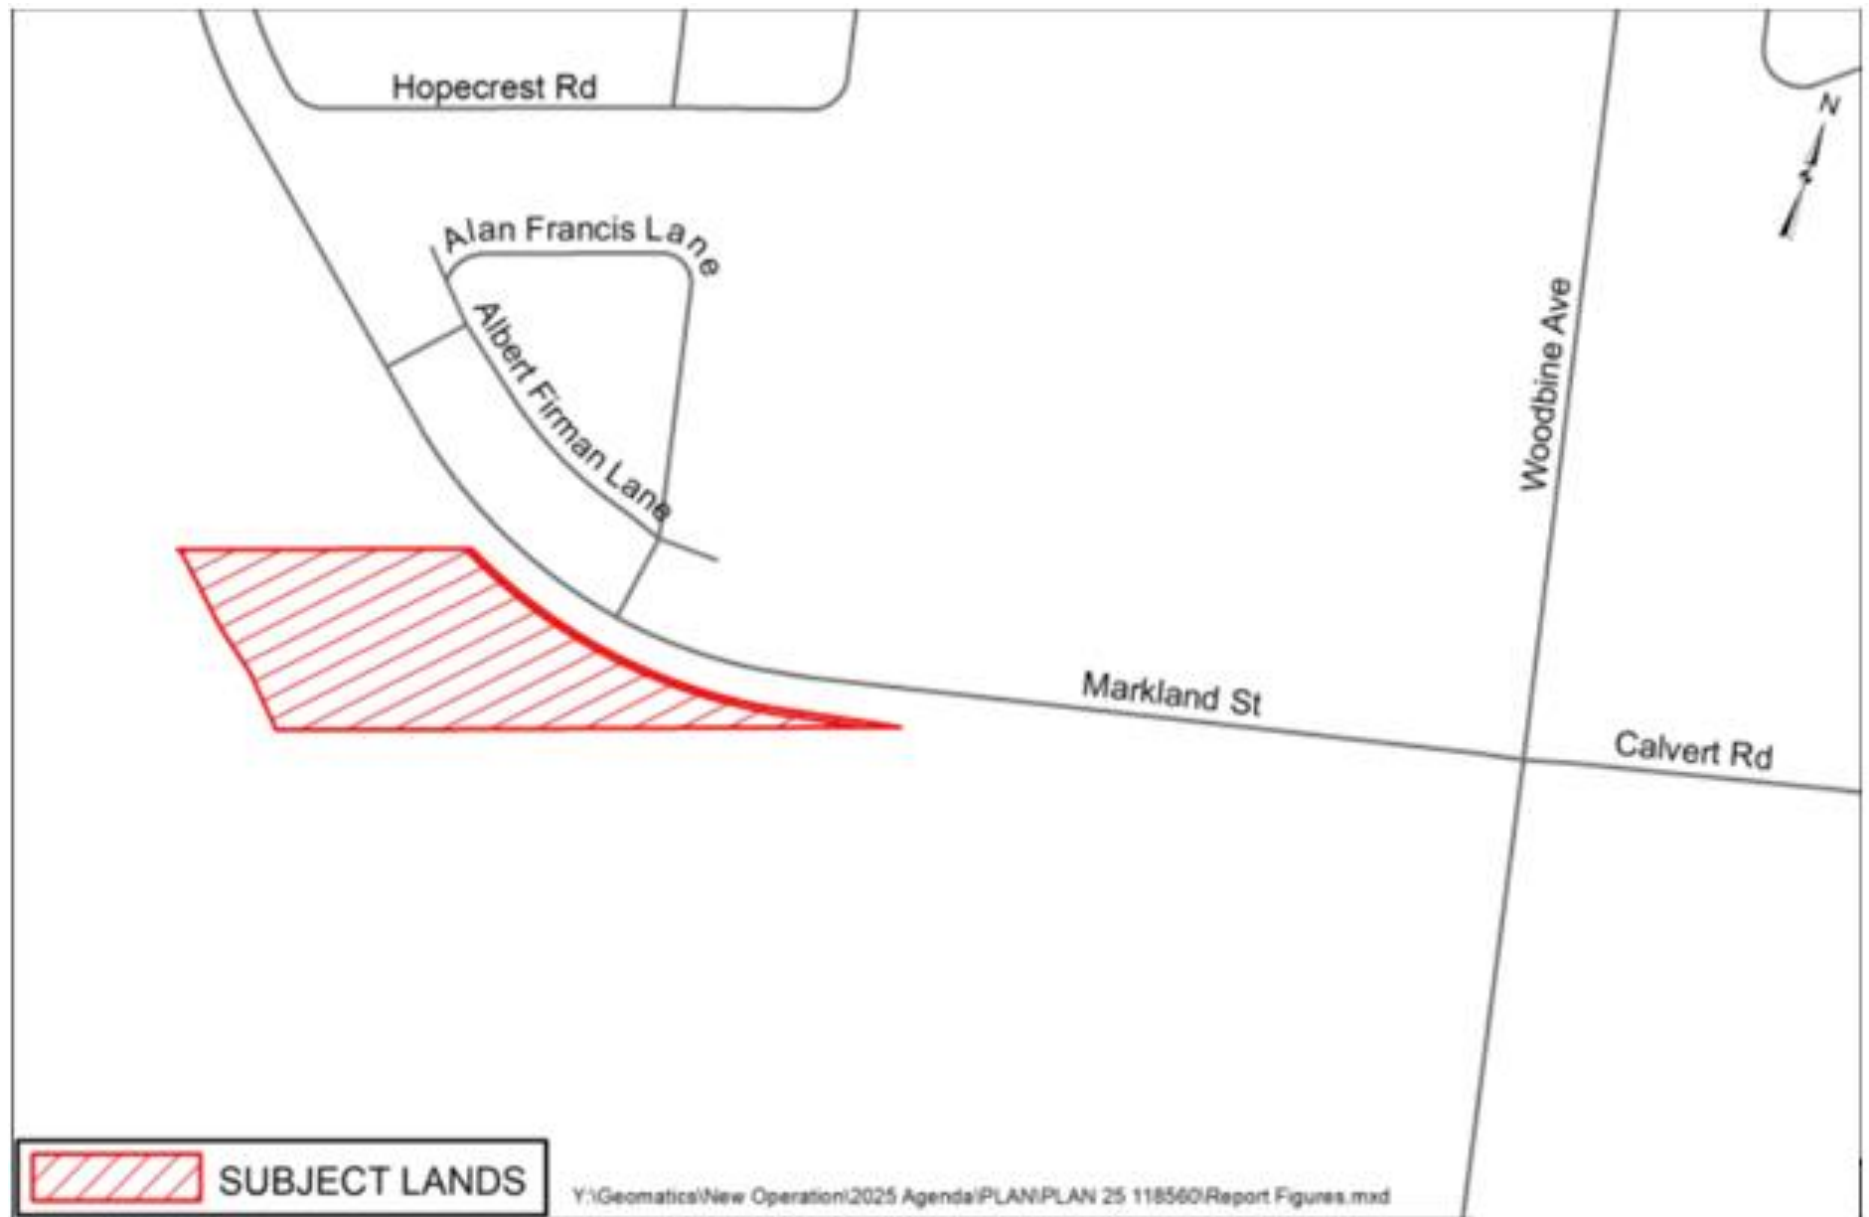 Hopecrest Rd
N
Alan Francis Lane
Albert Firman Lane
Woodbine Ave
Markland St
Calvert Rd
SUBJECT LANDS
Y:\Geomatics\New Operation\2025 Agenda\PLAN\PLAN 25 118560\Report Figures.mxd